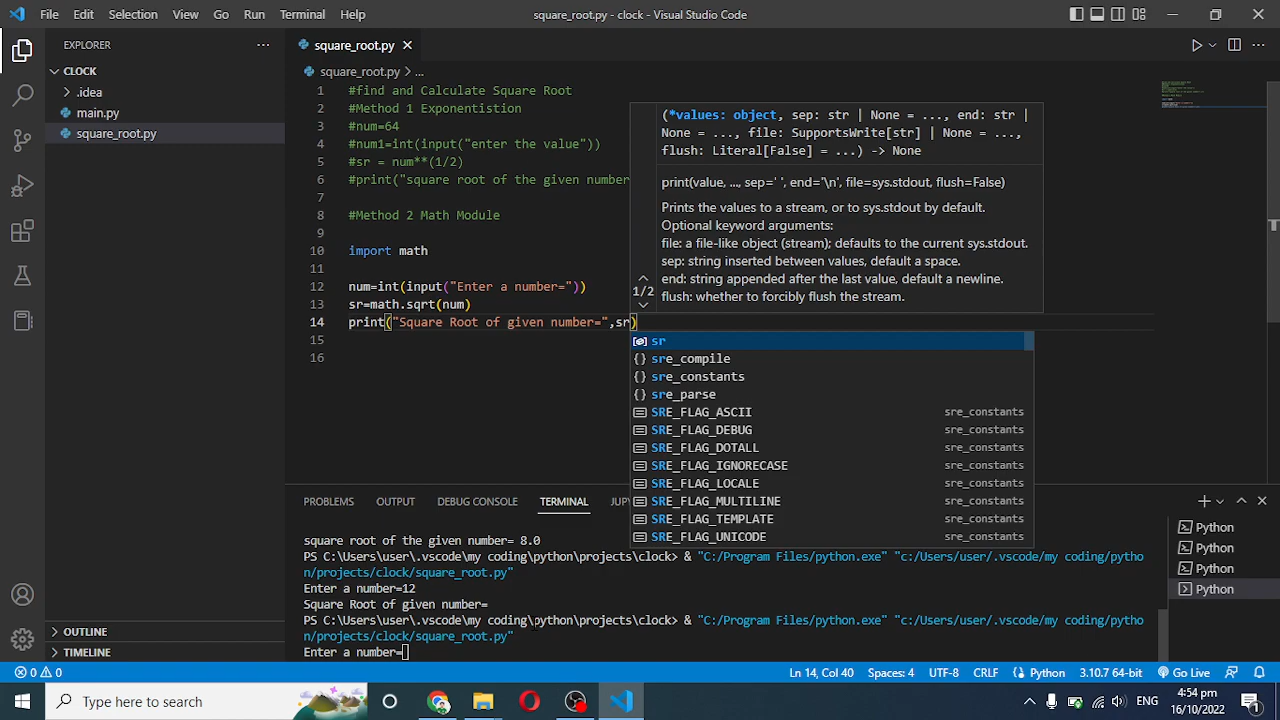 File Edit Selection View Go Run Terminal Help
square_root.py - clock - Visual Studio Code
EXPLORER
square_root.py
CLOCK
.idea
main.py
square_root.py
square_root.py > ...
1 #find and Calculate Square Root
2 #Method 1 Exponentiation
3 #num=64
4 #num1=int(input("enter the value"))
5 #sr = num**(1/2)
6 #print("square root of the given number
7
8 #Method 2 Math Module
9
10 import math
11
12 num=int(input("Enter a number="))
13 sr=math.sqrt(num)
14 print("Square Root of given number=",sr)
15
16
(*values: object, sep: str | None = ..., end: str |
None = ..., file: SupportsWrite[str] | None = ...,
flush: Literal[False] = ...) -> None
print(value, ..., sep=' ', end='\n', file=sys.stdout, flush=False)
Prints the values to a stream, or to sys.stdout by default.
Optional keyword arguments:
file: a file-like object (stream); defaults to the current sys.stdout.
sep: string inserted between values, default a space.
end: string appended after the last value, default a newline.
flush: whether to forcibly flush the stream.
1/2
sr
sre_compile
sre_constants
sre_parse
SRE_FLAG_ASCII sre_constants
SRE_FLAG_DEBUG sre_constants
SRE_FLAG_DOTALL sre_constants
SRE_FLAG_IGNORECASE sre_constants
SRE_FLAG_LOCALE sre_constants
SRE_FLAG_MULTILINE sre_constants
SRE_FLAG_TEMPLATE sre_constants
SRE_FLAG_UNICODE sre_constants
PROBLEMS OUTPUT DEBUG CONSOLE TERMINAL JUPY
square root of the given number= 8.0
PS C:\Users\user\.vscode\my coding\python\projects\clock> & "C:/Program Files/python.exe" "c:/Users/user/.vscode/my coding/pytho
n/projects/clock/square_root.py"
Enter a number=12
Square Root of given number=
PS C:\Users\user\.vscode\my coding\python\projects\clock> & "C:/Program Files/python.exe" "c:/Users/user/.vscode/my coding/pytho
n/projects/clock/square_root.py"
Enter a number=
Python
Python
Python
Python
OUTLINE
TIMELINE
0 0
Ln 14, Col 40 Spaces: 4 UTF-8 CRLF Python 3.10.7 64-bit Go Live
Type here to search
ENG
4:54 pm
16/10/2022
1